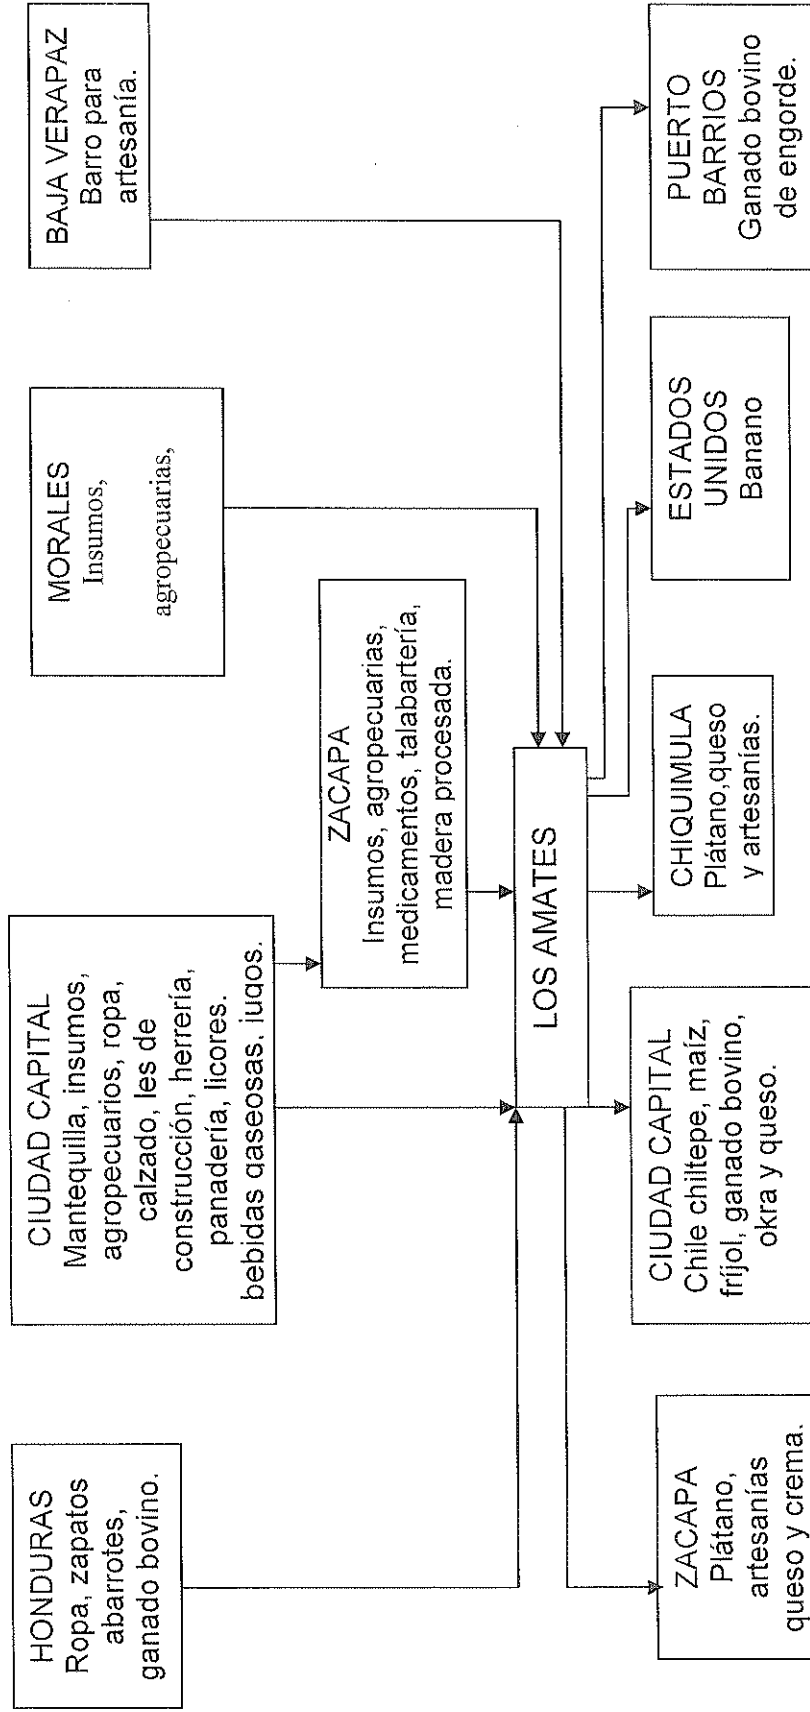 HONDURAS
Ropa, zapatos
abarrotes,
ganado bovino.
CIUDAD CAPITAL
Mantequilla, insumos,
agropecuarios, ropa,
calzado, les de
construcción, herrería,
panadería, licores.
bebidas gaseosas, jugos.
MORALES
Insumos,
agropecuarias,
BAJA VERAPAZ
Barro para
artesanía.
ZACAPA
Insumos, agropecuarias,
medicamentos, talabartería,
madera procesada.
LOS AMATES
ZACAPA
Plátano,
artesanías
queso y crema.
CIUDAD CAPITAL
Chile chiltepe, maíz,
fríjol, ganado bovino,
okra y queso.
CHIQUIMULA
Plátano,queso
y artesanías.
ESTADOS
UNIDOS
Banano
PUERTO
BARRIOS
Ganado bovino
de engorde.